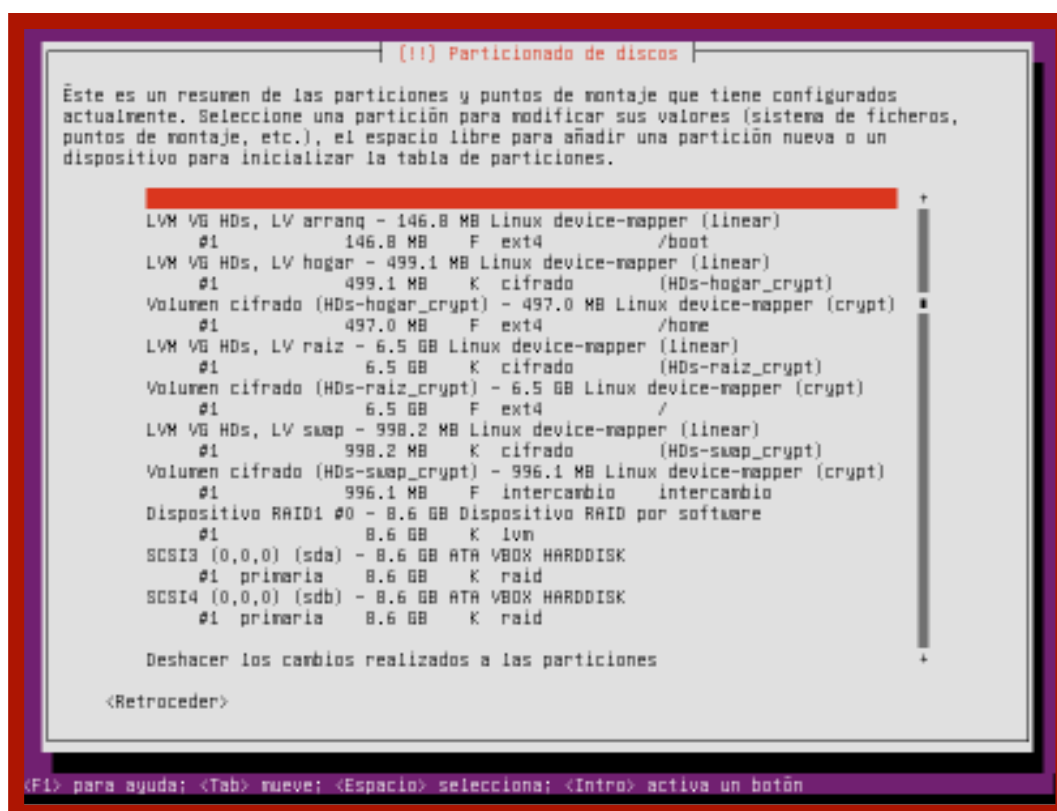 [!!] Particionado de discos
Éste es un resumen de las particiones y puntos de montaje que tiene configurados
actualmente. Seleccione una partición para modificar sus valores (sistema de ficheros,
puntos de montaje, etc.), el espacio libre para añadir una partición nueva o un
dispositivo para inicializar la tabla de particiones.
LVM VG HDs, LV arranq - 146.8 MB Linux device-mapper (linear)
#1 146.8 MB F ext4 /boot
LVM VG HDs, LV hogar - 499.1 MB Linux device-mapper (linear)
#1 499.1 MB K cifrado (HDs-hogar_crypt)
Volumen cifrado (HDs-hogar_crypt) - 497.0 MB Linux device-mapper (crypt)
#1 497.0 MB F ext4 /home
LVM VG HDs, LV raiz - 6.5 GB Linux device-mapper (linear)
#1 6.5 GB K cifrado (HDs-raiz_crypt)
Volumen cifrado (HDs-raiz_crypt) - 6.5 GB Linux device-mapper (crypt)
#1 6.5 GB F ext4 /
LVM VG HDs, LV swap - 998.2 MB Linux device-mapper (linear)
#1 998.2 MB K cifrado (HDs-swap_crypt)
Volumen cifrado (HDs-swap_crypt) - 996.1 MB Linux device-mapper (crypt)
#1 996.1 MB F intercambio intercambio
Dispositivo RAID1 #0 - 8.6 GB Dispositivo RAID por software
#1 8.6 GB K lvm
SCSI3 (0,0,0) (sda) - 8.6 GB ATA VBOX HARDDISK
#1 primaria 8.6 GB K raid
SCSI4 (0,0,0) (sdb) - 8.6 GB ATA VBOX HARDDISK
#1 primaria 8.6 GB K raid
Deshacer los cambios realizados a las particiones
<Retroceder>
<F1> para ayuda; <Tab> mueve; <Espacio> selecciona; <Intro> activa un botón